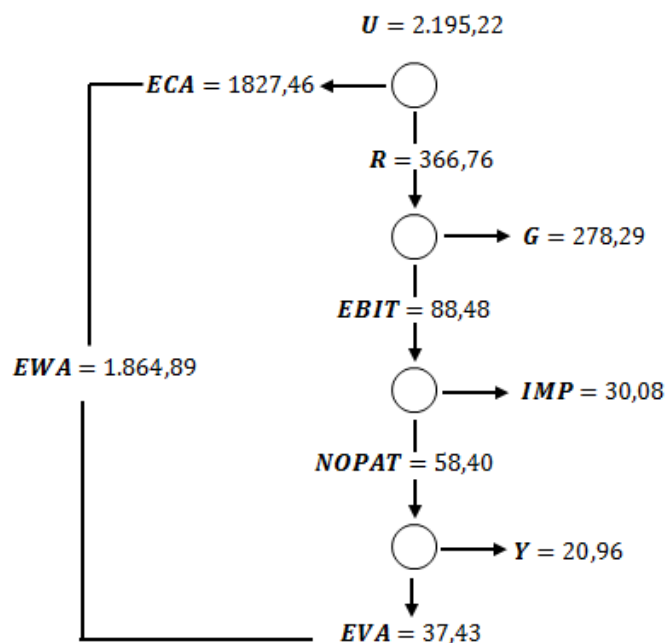 U = 2.195,22
ECA = 1827,46
R = 366,76
G = 278,29
EBIT = 88,48
EWA = 1.864,89
IMP = 30,08
NOPAT = 58,40
Y = 20,96
EVA = 37,43